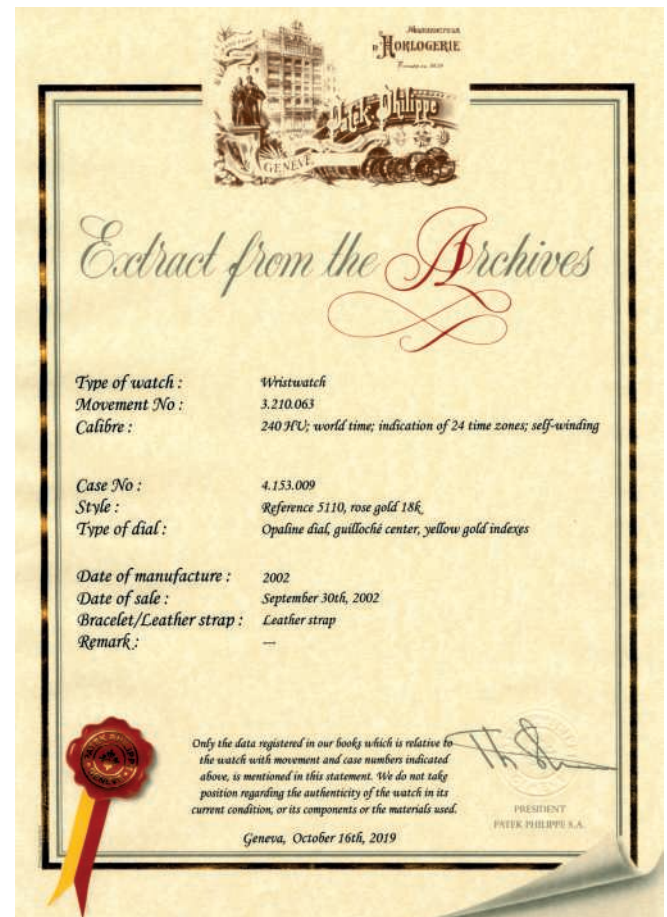 MANUFACTURE
D'HORLOGERIE
Patek Philippe
GENÈVE
Extract from the Archives
Type of watch : Wristwatch
Movement No : 3.210.063
Calibre : 240 HU; world time; indication of 24 time zones; self-winding
Case No : 4.153.009
Style : Reference 5110, rose gold 18k
Type of dial : Opaline dial, guilloché center, yellow gold indexes
Date of manufacture : 2002
Date of sale : September 30th, 2002
Bracelet/Leather strap : Leather strap
Remark : ---
Only the data registered in our books which is relative to
the watch with movement and case numbers indicated
above, is mentioned in this statement. We do not take
position regarding the authenticity of the watch in its
current condition, or its components or the materials used.
Geneva, October 16th, 2019
PRESIDENT
PATEK PHILIPPE S.A.
PATEK PHILIPPE
GENEVE